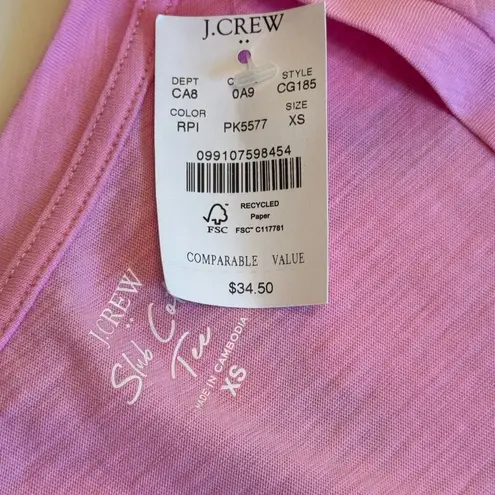 J.CREW
DEPT STYLE
CA8 0A9 CG185
COLOR SIZE
RPI PK5577 XS
099107598454
RECYCLED
Paper
FSC FSC® C117781
COMPARABLE VALUE
$34.50
J.CREW
Slub
Tee
MADE IN CAMBODIA
XS